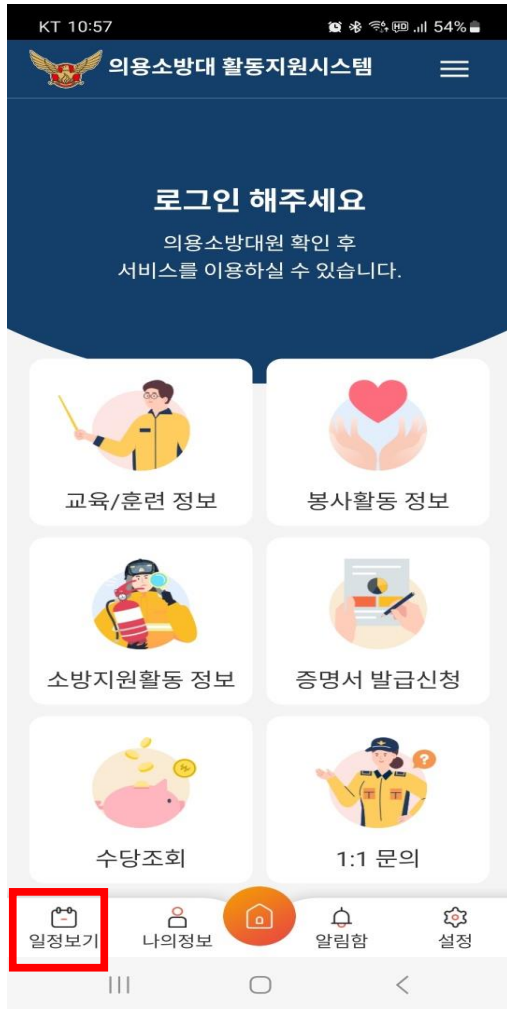 KT 10:57 HD 54%
의용소방대 활동지원시스템
로그인 해주세요
의용소방대원 확인 후
서비스를 이용하실 수 있습니다.
교육/훈련 정보
봉사활동 정보
소방지원활동 정보
증명서 발급신청
수당조회
1:1 문의
일정보기
나의정보
알림함
설정